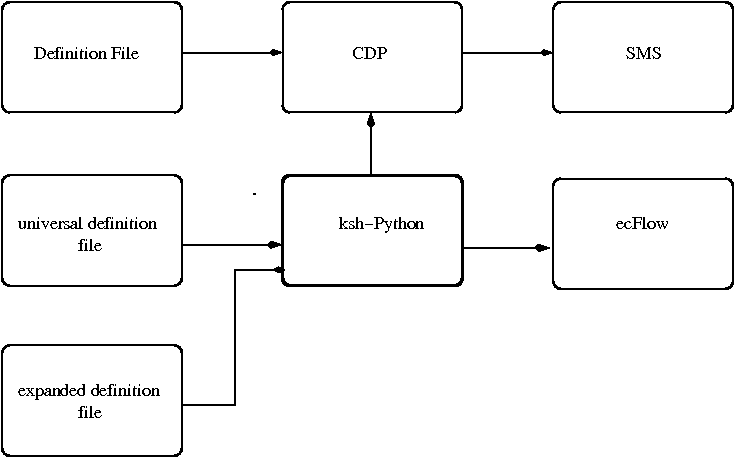 Definition File
CDP
SMS
universal definition
file
ksh-Python
ecFlow
expanded definition
file